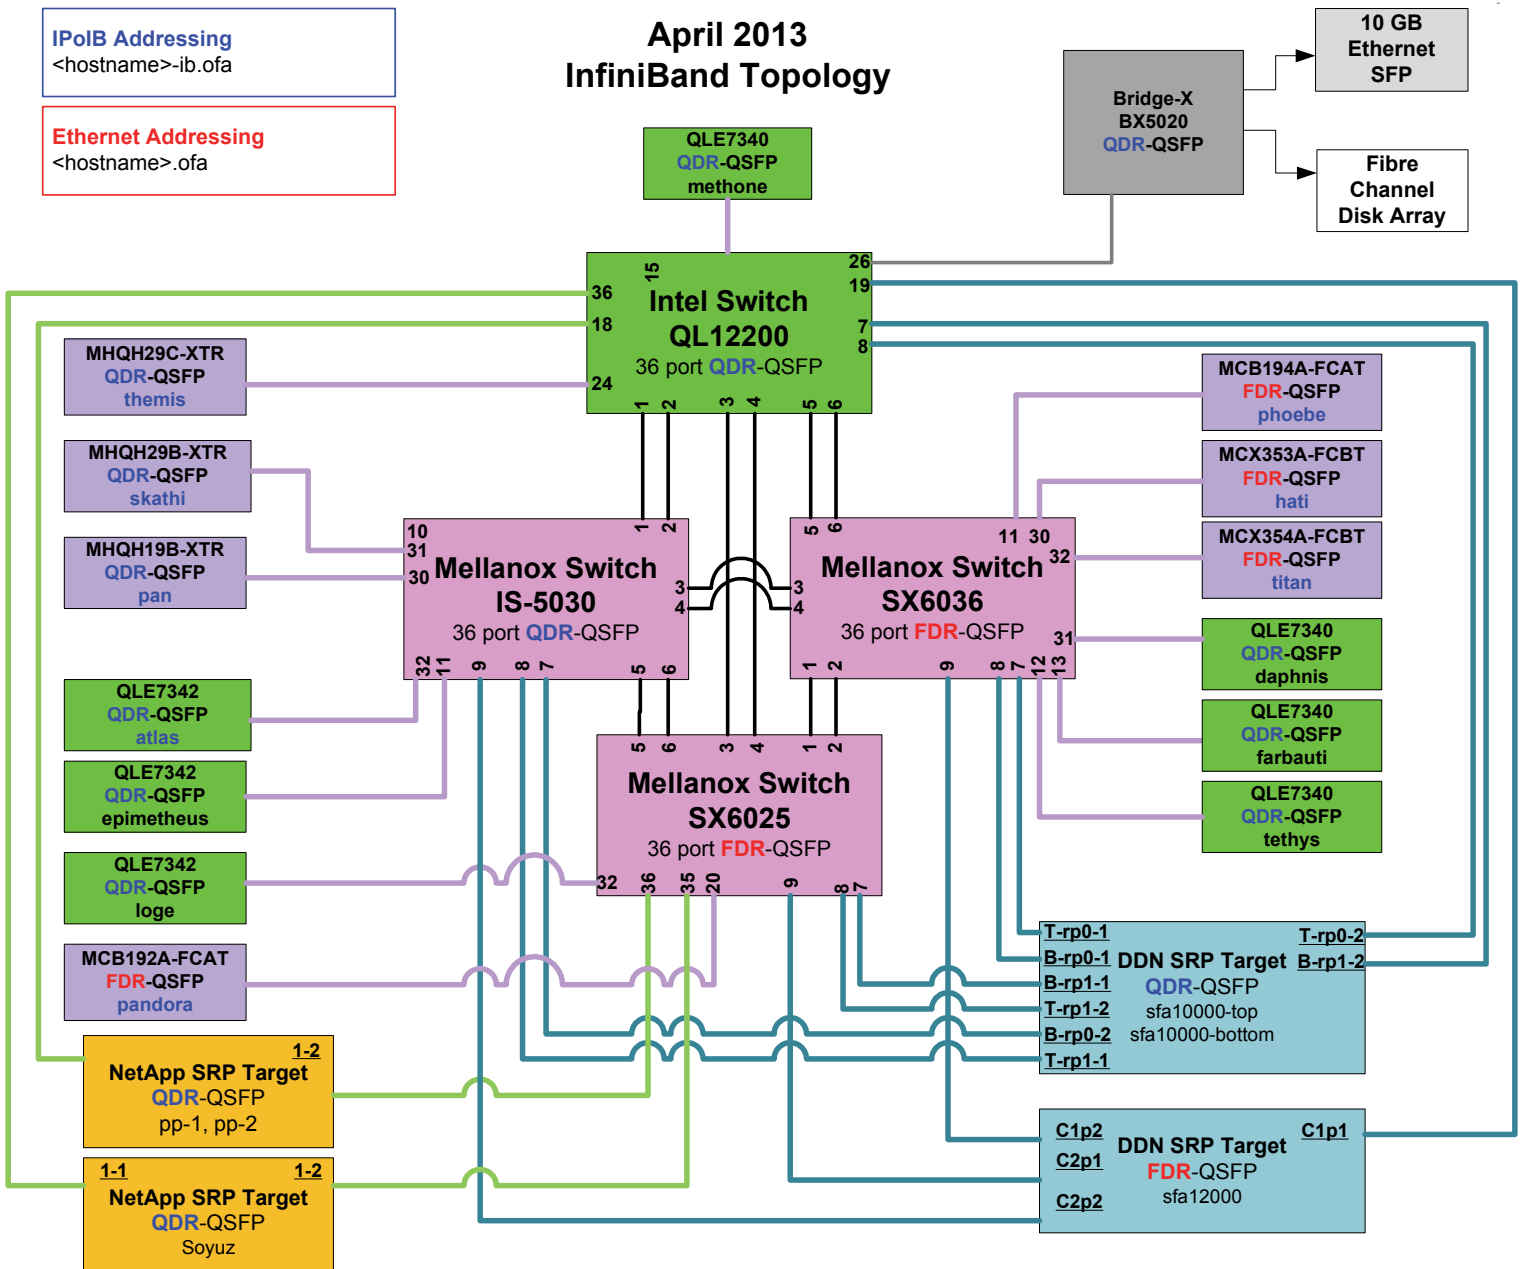 IPoIB Addressing
<hostname>-ib.ofa
Ethernet Addressing
<hostname>.ofa
April 2013
InfiniBand Topology
10 GB
Ethernet
SFP
Bridge-X
BX5020
QDR-QSFP
Fibre
Channel
Disk Array
QLE7340
QDR-QSFP
methone
15
26
19
36
18
24
7
8
Intel Switch
QL12200
36 port QDR-QSFP
1 2 3 4 5 6
MHQH29C-XTR
QDR-QSFP
themis
MHQH29B-XTR
QDR-QSFP
skathi
MHQH19B-XTR
QDR-QSFP
pan
MCB194A-FCAT
FDR-QSFP
phoebe
MCX353A-FCBT
FDR-QSFP
hati
MCX354A-FCBT
FDR-QSFP
titan
1 2
10
31
30
Mellanox Switch
IS-5030
36 port QDR-QSFP
3
4
32 11 9 8 7 5 6
5 6
11 30
32
3
4
Mellanox Switch
SX6036
36 port FDR-QSFP
31
1 2 9 8 7 12 13
QLE7340
QDR-QSFP
daphnis
QLE7340
QDR-QSFP
farbauti
QLE7340
QDR-QSFP
tethys
QLE7342
QDR-QSFP
atlas
QLE7342
QDR-QSFP
epimetheus
QLE7342
QDR-QSFP
loge
MCB192A-FCAT
FDR-QSFP
pandora
5 6 3 4 1 2
Mellanox Switch
SX6025
36 port FDR-QSFP
32 36 35 20 9 8 7
T-rp0-1
B-rp0-1
B-rp1-1
T-rp1-2
B-rp0-2
T-rp1-1
DDN SRP Target
QDR-QSFP
sfa10000-top
sfa10000-bottom
T-rp0-2
B-rp1-2
1-2
NetApp SRP Target
QDR-QSFP
pp-1, pp-2
1-1 1-2
NetApp SRP Target
QDR-QSFP
Soyuz
C1p2
C2p1
C2p2
DDN SRP Target
FDR-QSFP
sfa12000
C1p1